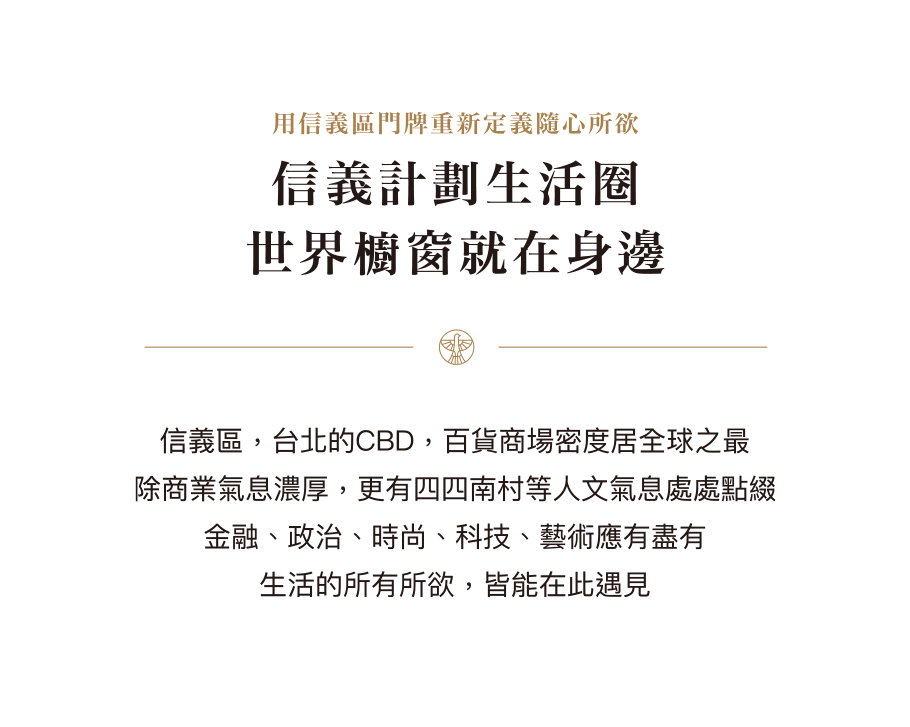 用信義區門牌重新定義隨心所欲
信義計劃生活圈
世界櫥窗就在身邊
信義區，台北的CBD，百貨商場密度居全球之最
除商業氣息濃厚，更有四四南村等人文氣息處處點綴
金融、政治、時尚、科技、藝術應有盡有
生活的所有所欲，皆能在此遇見